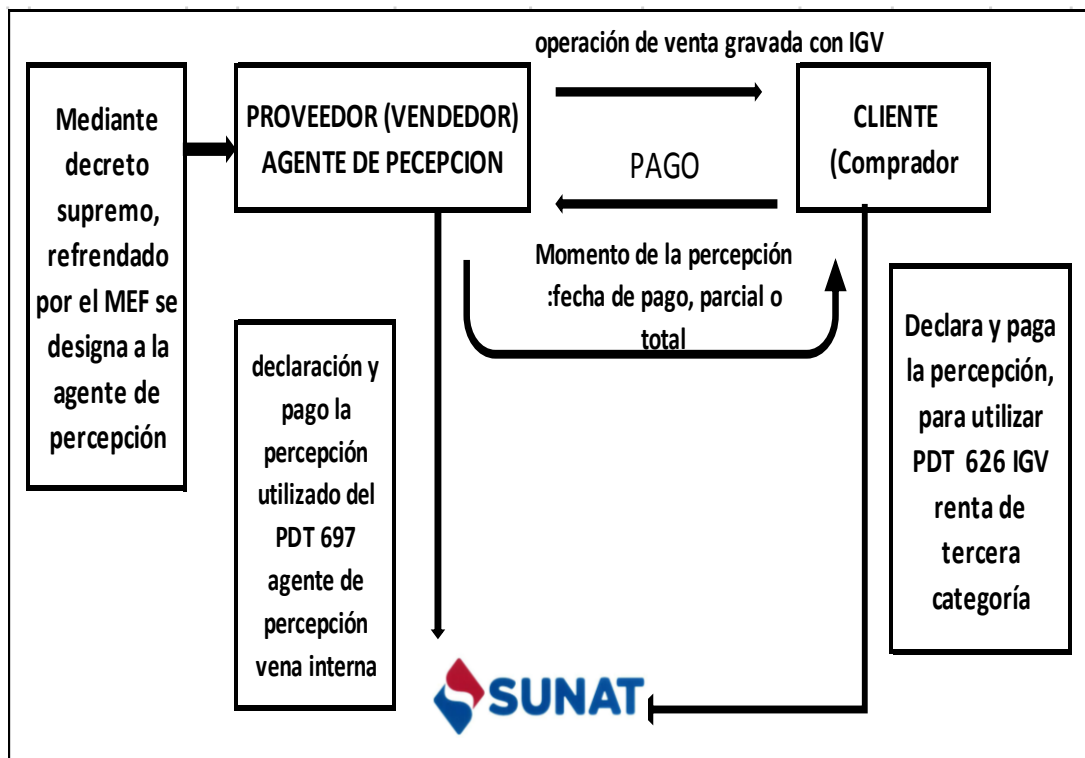 operación de venta gravada con IGV
Mediante
decreto
supremo,
refrendado
por el MEF se
designa a la
agente de
percepción
PROVEEDOR (VENDEDOR)
AGENTE DE PECEPCION
PAGO
CLIENTE
(Comprador
Momento de la percepción
:fecha de pago, parcial o
total
declaración y
pago la
percepción
utilizado del
PDT 697
agente de
percepción
vena interna
Declara y paga
la percepción,
para utilizar
PDT 626 IGV
renta de
tercera
categoría
SUNAT